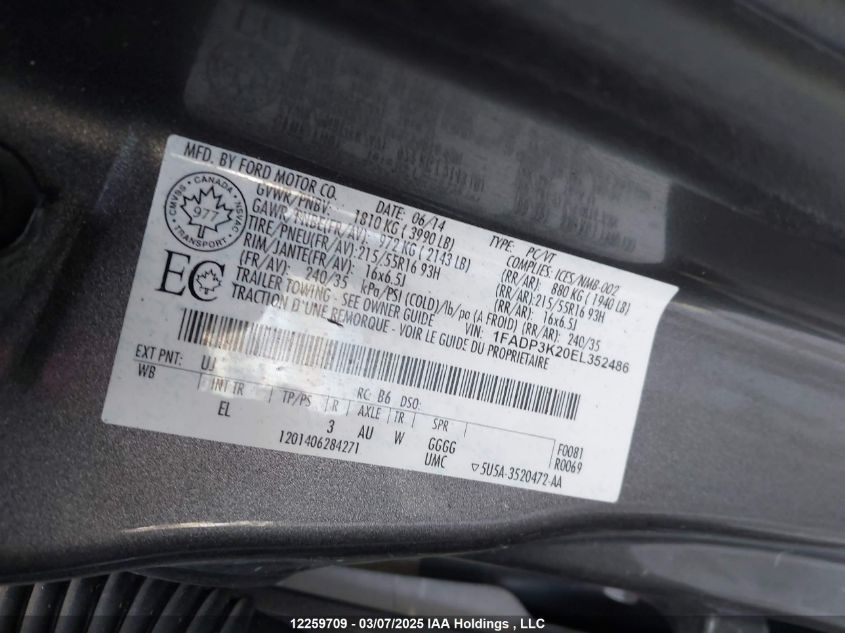 MFD. BY FORD MOTOR CO.
DATE: 06/14 TYPE: PC/VT
GVWR/PNBV: 1810 KG ( 3990 LB) COMPLIES: ICES/NMB-002
GAWR/PNBE(FR/AV): 972 KG ( 2143 LB) (RR/AR): 880 KG ( 1940 LB)
TIRE/PNEU(FR/AV): 215/55R16 93H (RR/AR): 215/55R16 93H
RIM/JANTE(FR/AV): 16x6.5J (RR/AR): 16x6.5J
(FR/AV): 240/35 kPa/PSI (COLD)/lb/po (A FROID) (RR/AR): 240/35
TRAILER TOWING - SEE OWNER GUIDE VIN: 1FADP3K20EL352486
TRACTION D'UNE REMORQUE - VOIR LE GUIDE DU PROPRIETAIRE
CANADA
CMVSS 977 NSVAC
TRANSPORT
EC
EXT PNT: UJ RC: B6 DSO:
WB INT TR TP/PS R AXLE TR SPR
EL 3 AU W GGGG F0081
UMC R0069
1201406284271 ▽5U5A-3520472-AA
12259709 - 03/07/2025 IAA Holdings , LLC